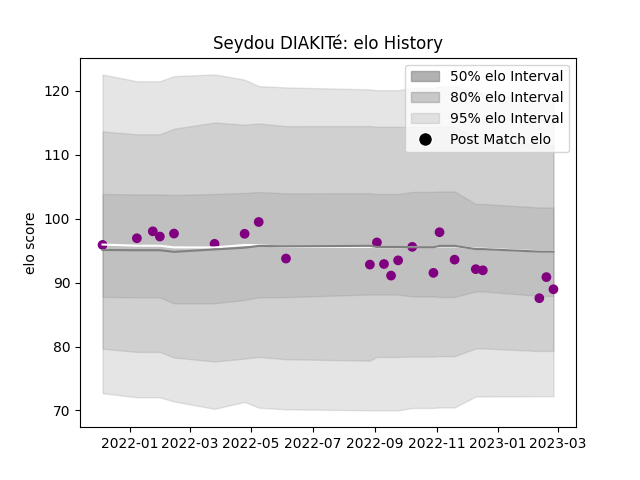 Seydou DIAKITé: elo History
50% elo Interval
80% elo Interval
95% elo Interval
Post Match elo
elo score
120
110
100
90
80
70
2022-01
2022-03
2022-05
2022-07
2022-09
2022-11
2023-01
2023-03